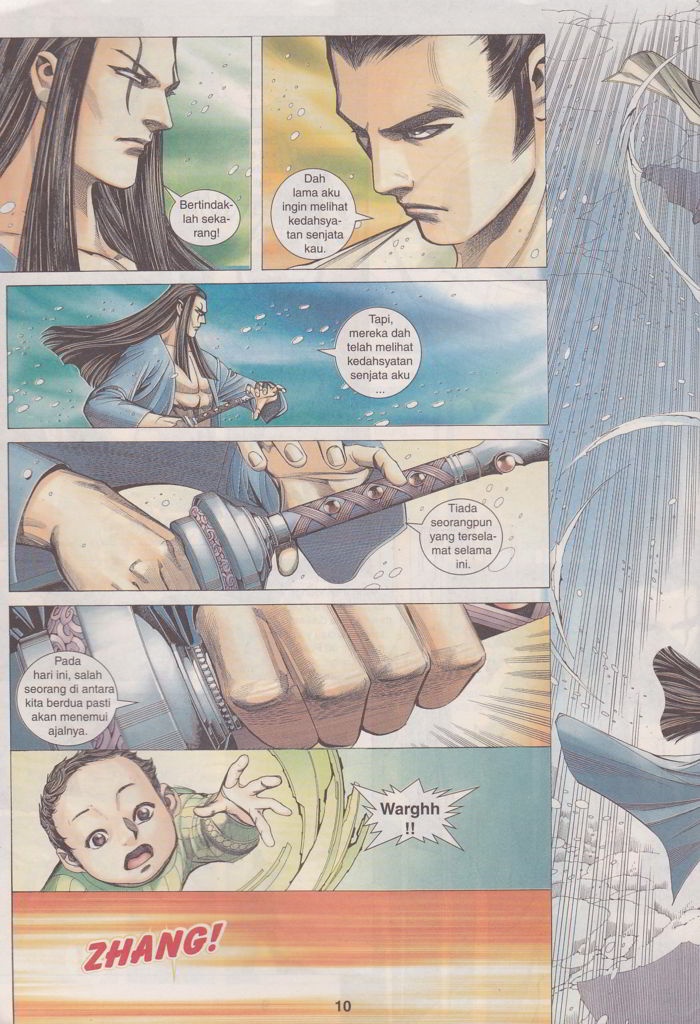 Bertindak-
lah seka-
rang!
Dah
lama aku
ingin melihat
kedahsya-
tan senjata
kau.
Tapi,
mereka dah
telah melihat
kedahsyatan
senjata aku
...
Tiada
seorangpun
yang tersela-
mat selama
ini.
Pada
hari ini, salah
seorang di antara
kita berdua pasti
akan menemui
ajalnya.
Warghh
!!
ZHANG!
10